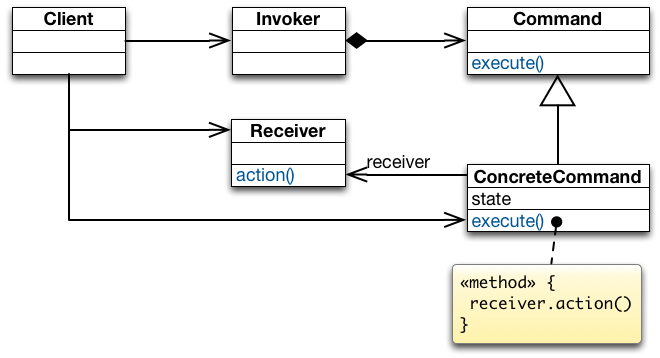 Client
Invoker
Command
execute()
Receiver
action()
receiver
ConcreteCommand
state
execute()
«method» {
receiver.action()
}